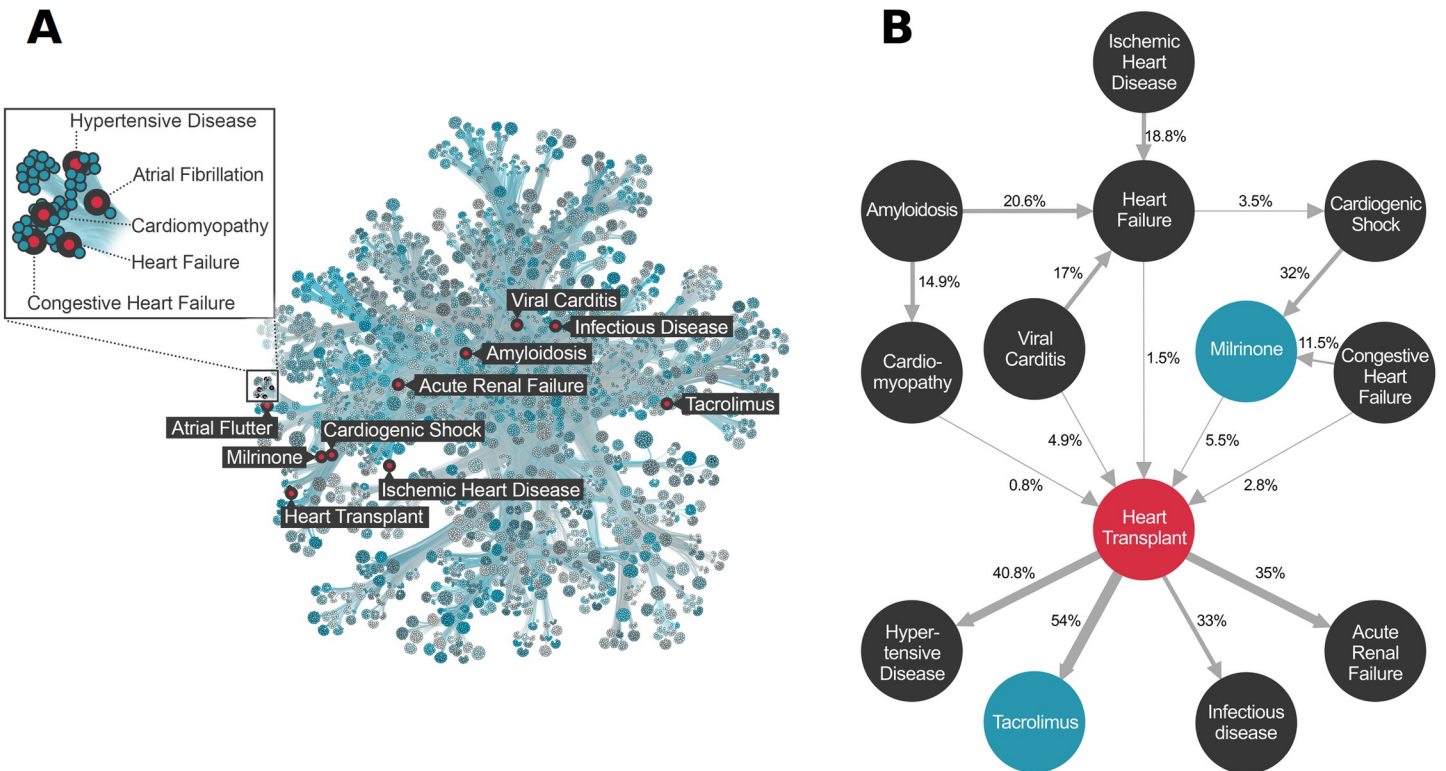 A
Hypertensive Disease
Atrial Fibrillation
Cardiomyopathy
Heart Failure
Congestive Heart Failure
Viral Carditis
Infectious Disease
Amyloidosis
Acute Renal Failure
Tacrolimus
Atrial Flutter
Cardiogenic Shock
Milrinone
Ischemic Heart Disease
Heart Transplant
B
Ischemic
Heart
Disease
18.8%
Amyloidosis
20.6%
Heart
Failure
3.5%
Cardiogenic
Shock
14.9%
17%
32%
Cardio-
myopathy
Viral
Carditis
1.5%
Milrinone
11.5%
Congestive
Heart
Failure
0.8%
4.9%
5.5%
2.8%
Heart
Transplant
40.8%
54%
33%
35%
Hyper-
tensive
Disease
Tacrolimus
Infectious
disease
Acute
Renal
Failure